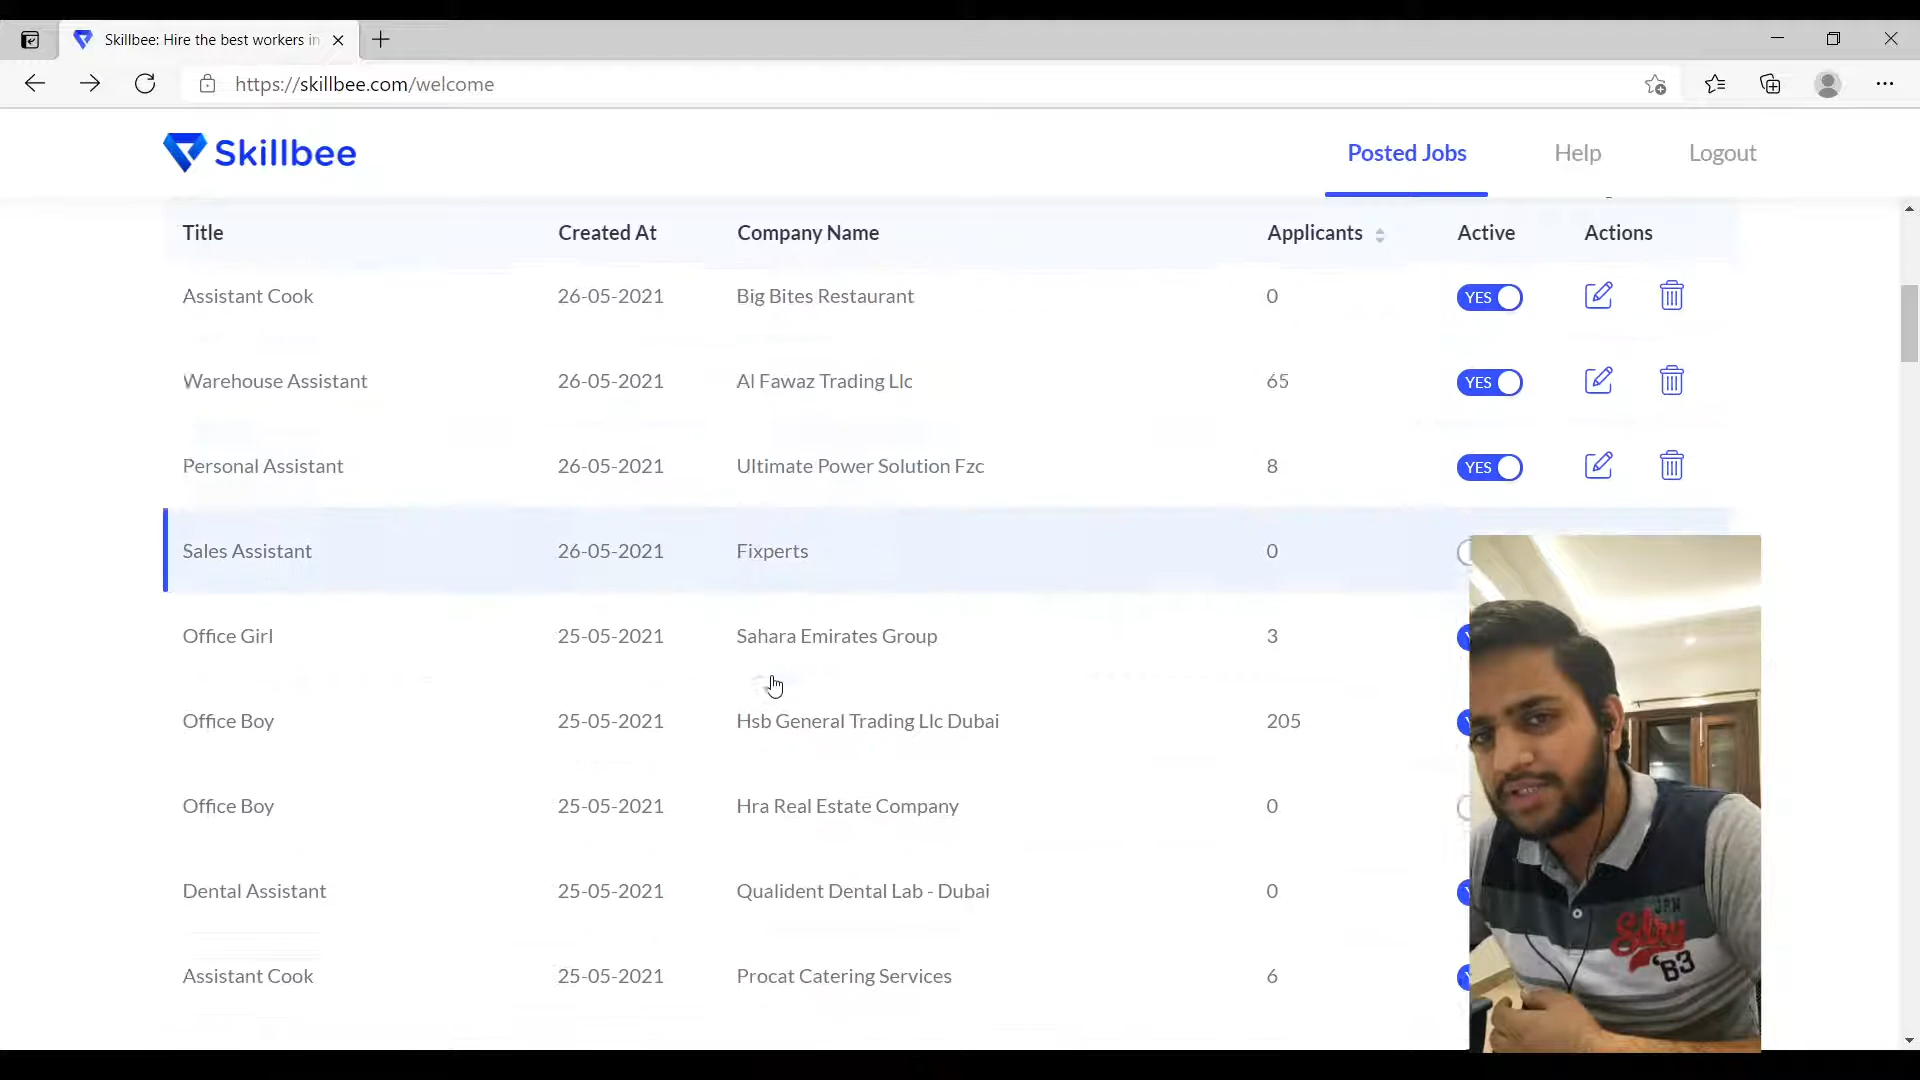 Skillbee: Hire the best workers in
https://skillbee.com/welcome
Skillbee
Posted Jobs
Help
Logout
Title Created At Company Name Applicants Active Actions
Assistant Cook 26-05-2021 Big Bites Restaurant 0 YES
Warehouse Assistant 26-05-2021 Al Fawaz Trading Llc 65 YES
Personal Assistant 26-05-2021 Ultimate Power Solution Fzc 8 YES
Sales Assistant 26-05-2021 Fixperts 0
Office Girl 25-05-2021 Sahara Emirates Group 3
Office Boy 25-05-2021 Hsb General Trading Llc Dubai 205
Office Boy 25-05-2021 Hra Real Estate Company 0
Dental Assistant 25-05-2021 Qualident Dental Lab - Dubai 0
Assistant Cook 25-05-2021 Procat Catering Services 6
'63